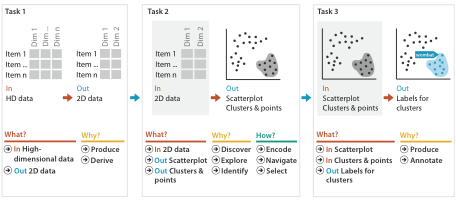 Task 1
Dim 1
Dim ...
Dim n
Dim 1
Dim 2
Item 1
Item ...
Item n
Item 1
Item ...
Item n
In
HD data
Out
2D data
What?
Why?
In High-
dimensional data
Out 2D data
Produce
Derive
Task 2
Dim 1
Dim 2
Item 1
Item ...
Item n
In
2D data
Out
Scatterplot
Clusters & points
What?
Why?
How?
In 2D data
Out Scatterplot
Out Clusters &
points
Discover
Explore
Identify
Encode
Navigate
Select
Task 3
wombat
In
Scatterplot
Clusters & points
Out
Labels for
clusters
What?
Why?
In Scatterplot
In Clusters & points
Out Labels for
clusters
Produce
Annotate